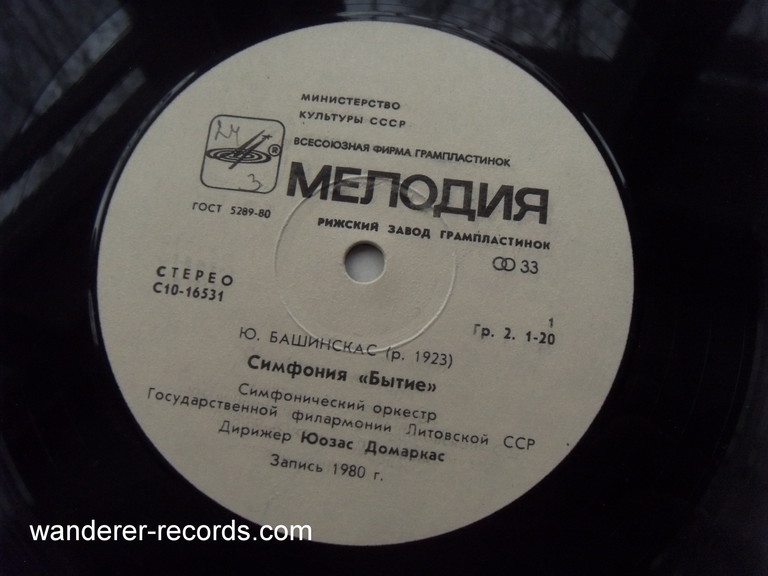 МИНИСТЕРСТВО
КУЛЬТУРЫ СССР
ВСЕСОЮЗНАЯ ФИРМА ГРАМПЛАСТИНОК
МЕЛОДИЯ
РИЖСКИЙ ЗАВОД ГРАМПЛАСТИНОК
24
3
®
ГОСТ 5289-80
33
СТЕРЕО
С10-16531
1
Гр. 2. 1-20
Ю. БАШИНСКАС (р. 1923)
Симфония «Бытие»
Симфонический оркестр
Государственной филармонии Литовской ССР
Дирижер Юозас Домаркас
Запись 1980 г.
wanderer-records.com